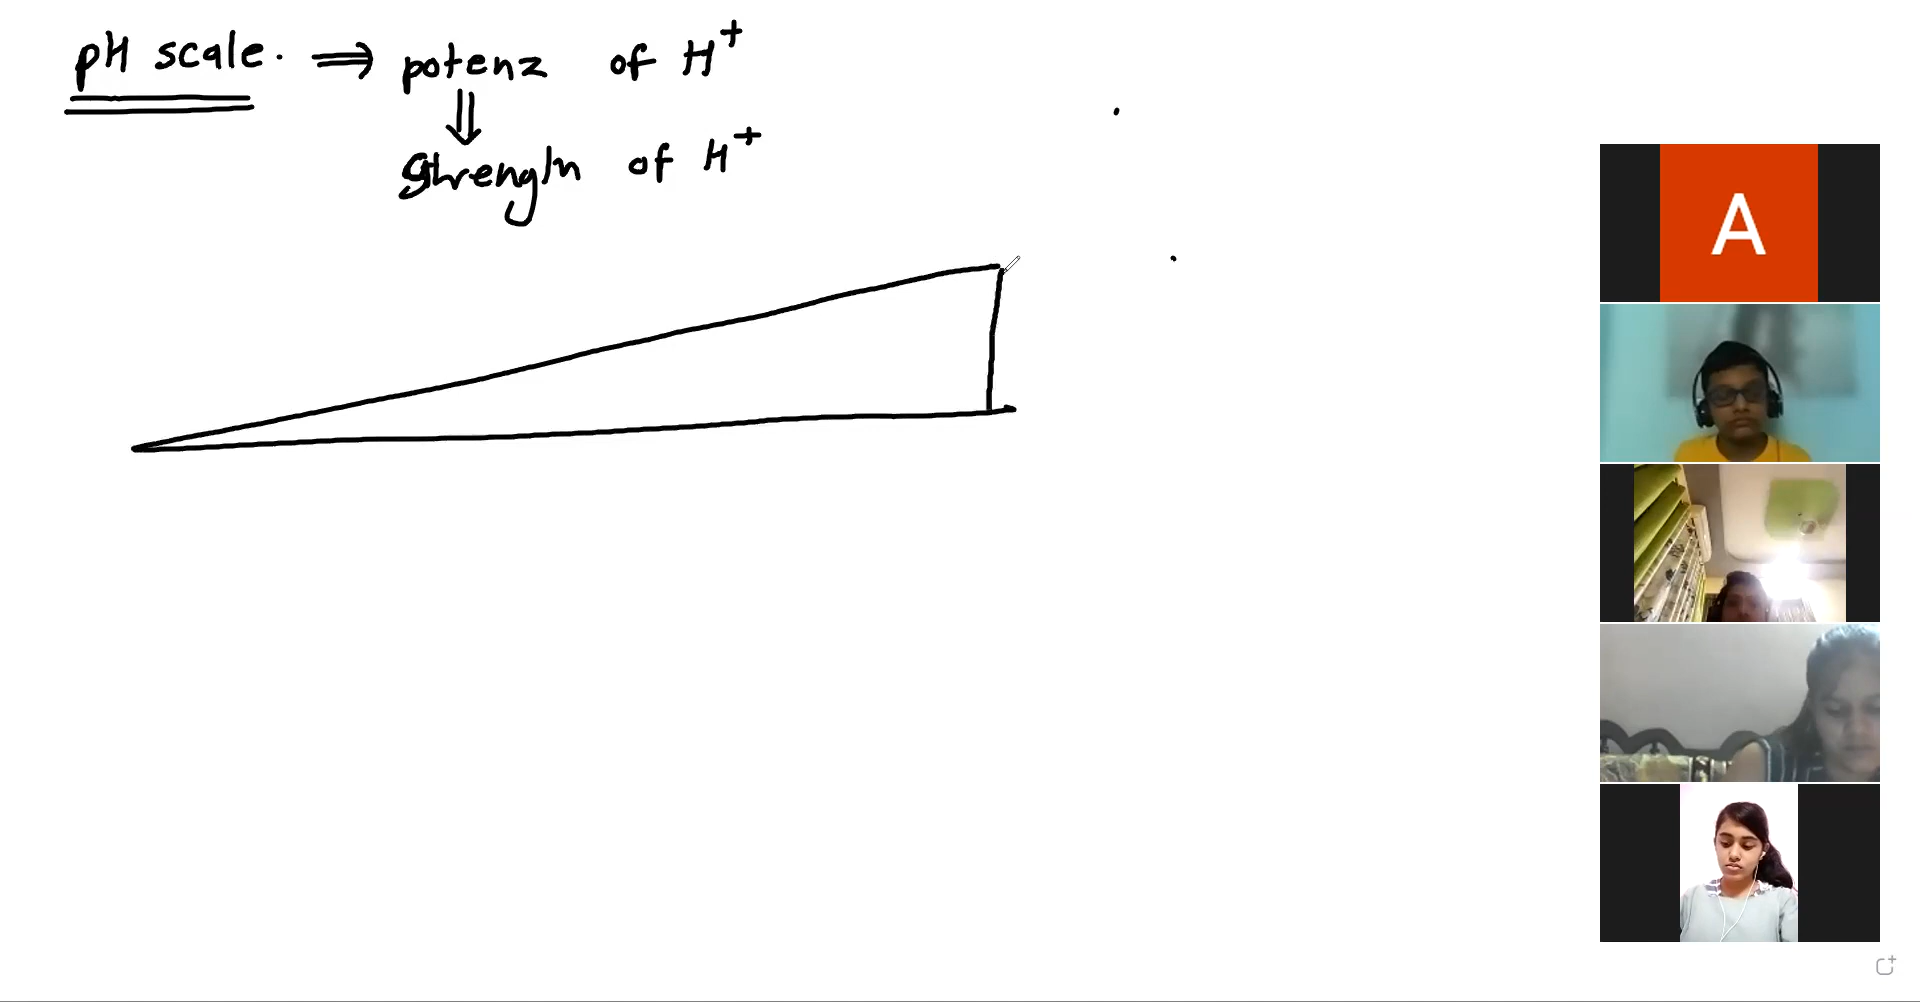 pH scale. ⇒ potenz of H⁺
⇓
Strength of H⁺
A